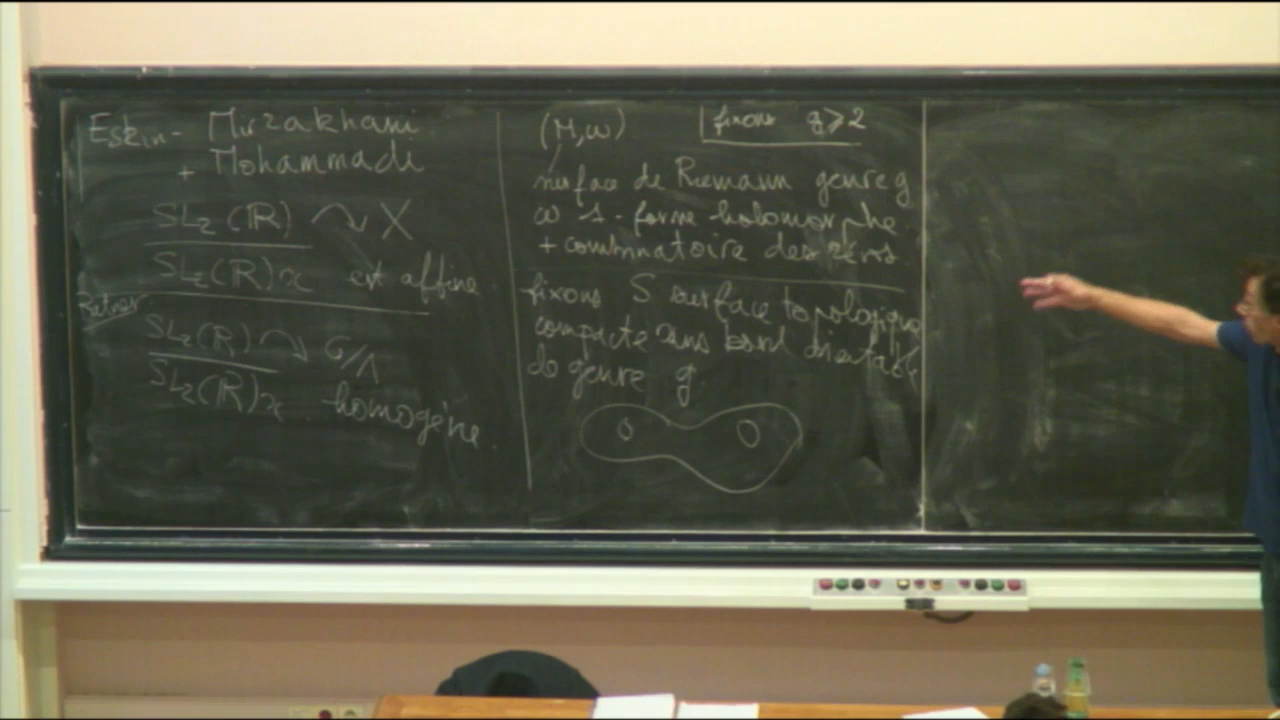 Eskin - Mirzakhani
+ Mohammadi
SL₂(ℝ) ↷ X
SL₂(ℝ)x est affine
Ratner
SL₂(ℝ) ↷ G/Λ
SL₂(ℝ)x homogène
(M,ω) fixons g⩾2
surface de Riemann genre g
ω 1-forme holomorphe
+ combinatoire des zéros
fixons S surface topologique
compacte sans bord orientable
de genre g